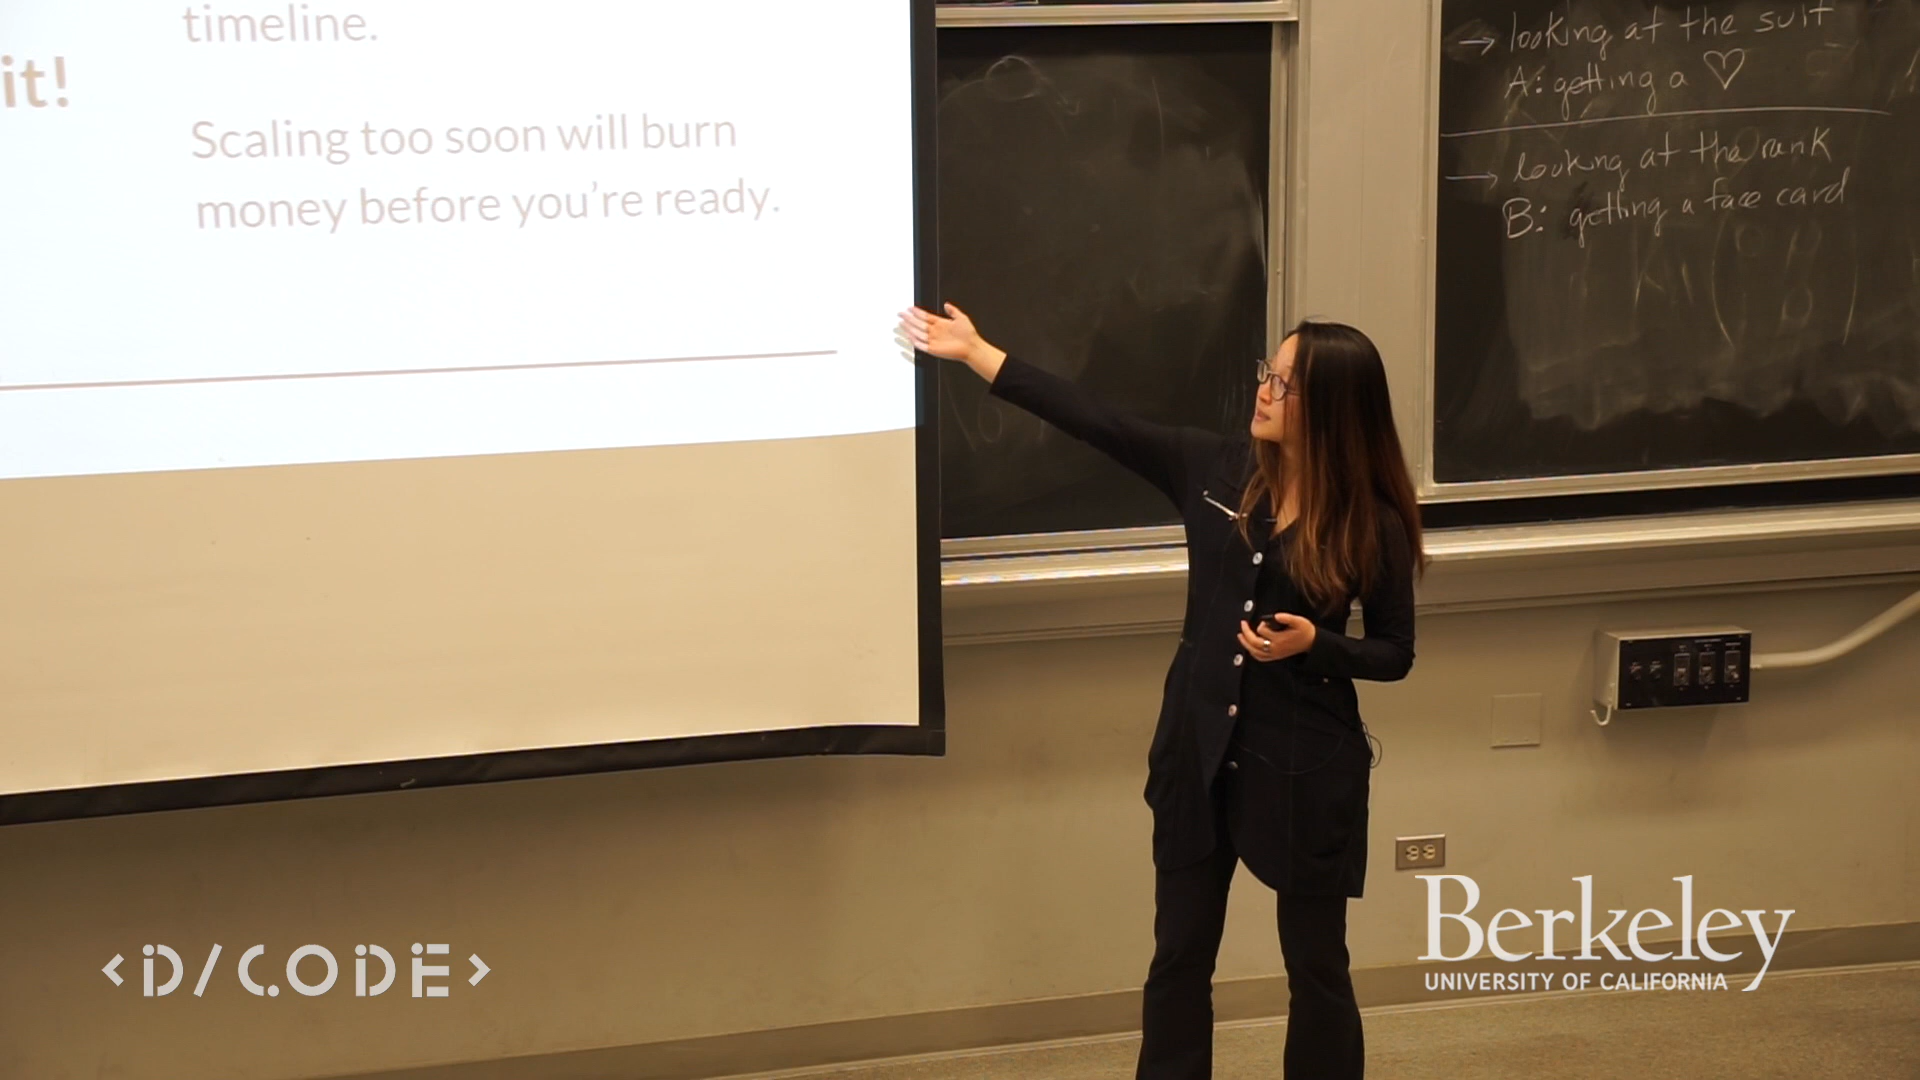 timeline.
it!
Scaling too soon will burn
money before you're ready.
→ looking at the suit
A: getting a ♡
→ looking at the rank
B: getting a face card
<D/CODE>
Berkeley
UNIVERSITY OF CALIFORNIA